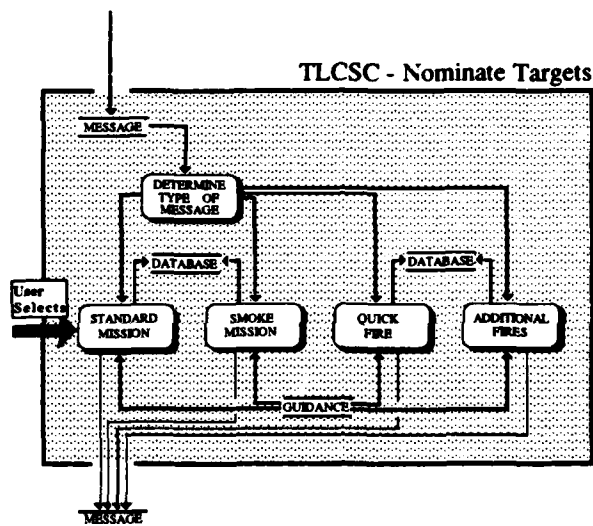 TLCSC - Nominate Targets
MESSAGE
DETERMINE
TYPE OF
MESSAGE
DATABASE
DATABASE
User
Selects
STANDARD
MISSION
SMOKE
MISSION
QUICK
FIRE
ADDITIONAL
FIRES
GUIDANCE
MESSAGE